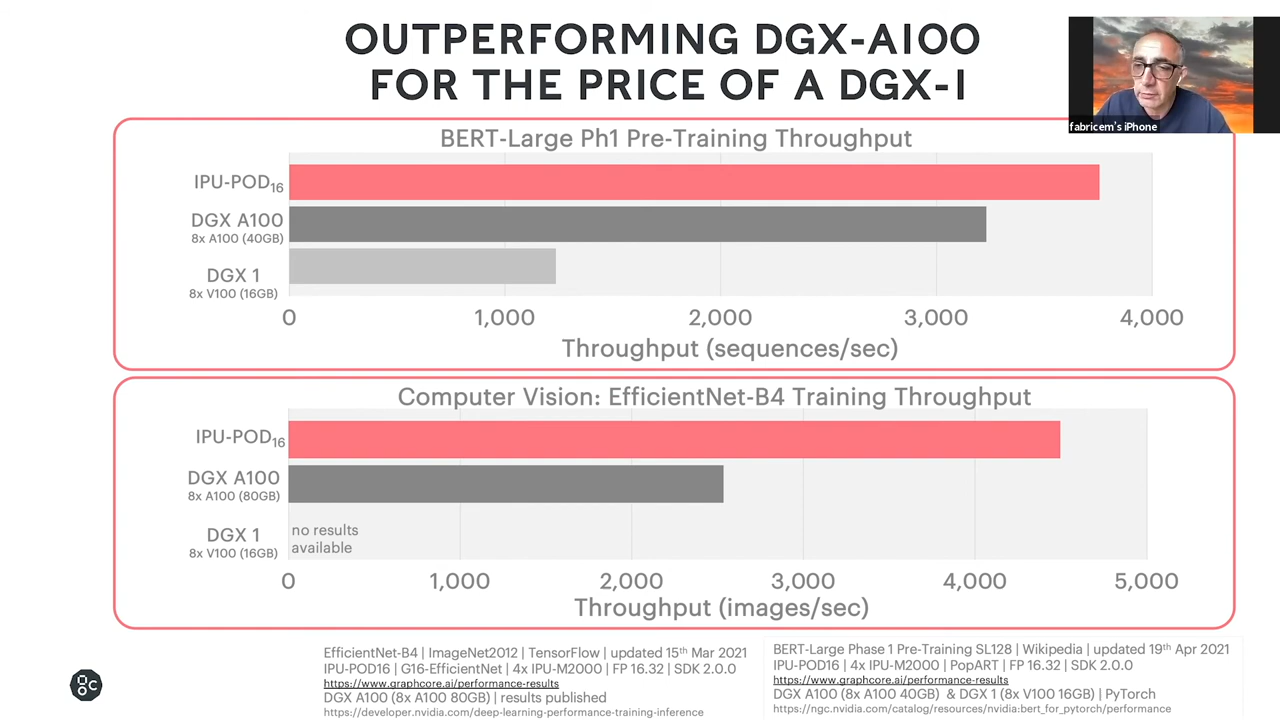 OUTPERFORMING DGX-A100
FOR THE PRICE OF A DGX-1
fabricem's iPhone
BERT-Large Ph1 Pre-Training Throughput
IPU-POD16
DGX A100
8x A100 (40GB)
DGX 1
8x V100 (16GB)
0 1,000 2,000 3,000 4,000
Throughput (sequences/sec)
Computer Vision: EfficientNet-B4 Training Throughput
IPU-POD16
DGX A100
8x A100 (80GB)
DGX 1
8x V100 (16GB)
no results
available
0 1,000 2,000 3,000 4,000 5,000
Throughput (images/sec)
EfficientNet-B4 | ImageNet2012 | TensorFlow | updated 15th Mar 2021
IPU-POD16 | G16-EfficientNet | 4x IPU-M2000 | FP 16.32 | SDK 2.0.0
https://www.graphcore.ai/performance-results
DGX A100 (8x A100 80GB) | results published
https://developer.nvidia.com/deep-learning-performance-training-inference
BERT-Large Phase 1 Pre-Training SL128 | Wikipedia | updated 19th Apr 2021
IPU-POD16 | 4x IPU-M2000 | PopART | FP 16.32 | SDK 2.0.0
https://www.graphcore.ai/performance-results
DGX A100 (8x A100 40GB) & DGX 1 (8x V100 16GB) | PyTorch
https://ngc.nvidia.com/catalog/resources/nvidia:bert_for_pytorch/performance